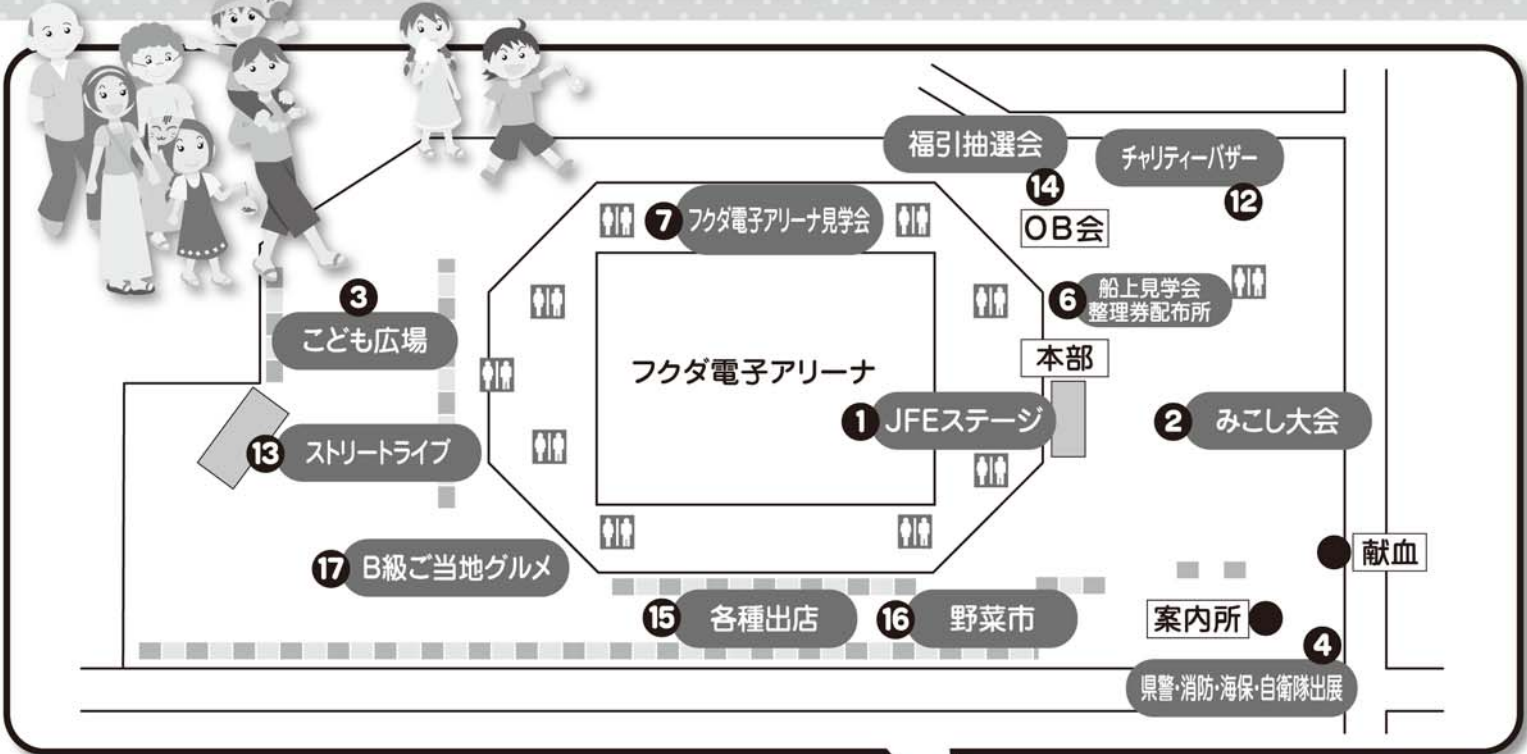 福引抽選会
14
チャリティーバザー
12
OB会
7 フクダ電子アリーナ見学会
6 船上見学会
整理券配布所
3
こども広場
本部
フクダ電子アリーナ
1 JFEステージ
2 みこし大会
13 ストリートライブ
17 B級ご当地グルメ
献血
15 各種出店
16 野菜市
案内所
4
県警・消防・海保・自衛隊出展